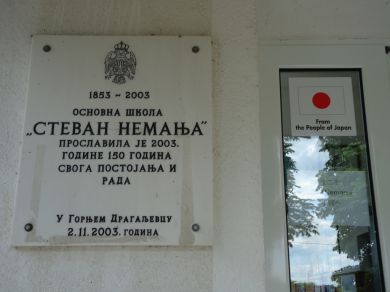 1853 ~ 2003
ОСНОВНА ШКОЛА
„СТЕВАН НЕМАЊА”
ПРОСЛАВИЛА ЈЕ 2003.
ГОДИНЕ 150 ГОДИНА
СВОГА ПОСТОЈАЊА И
РАДА
У ГОРЊЕМ ДРАГАЉЕВЦУ
2.11.2003. ГОДИНА
From
the People of Japan